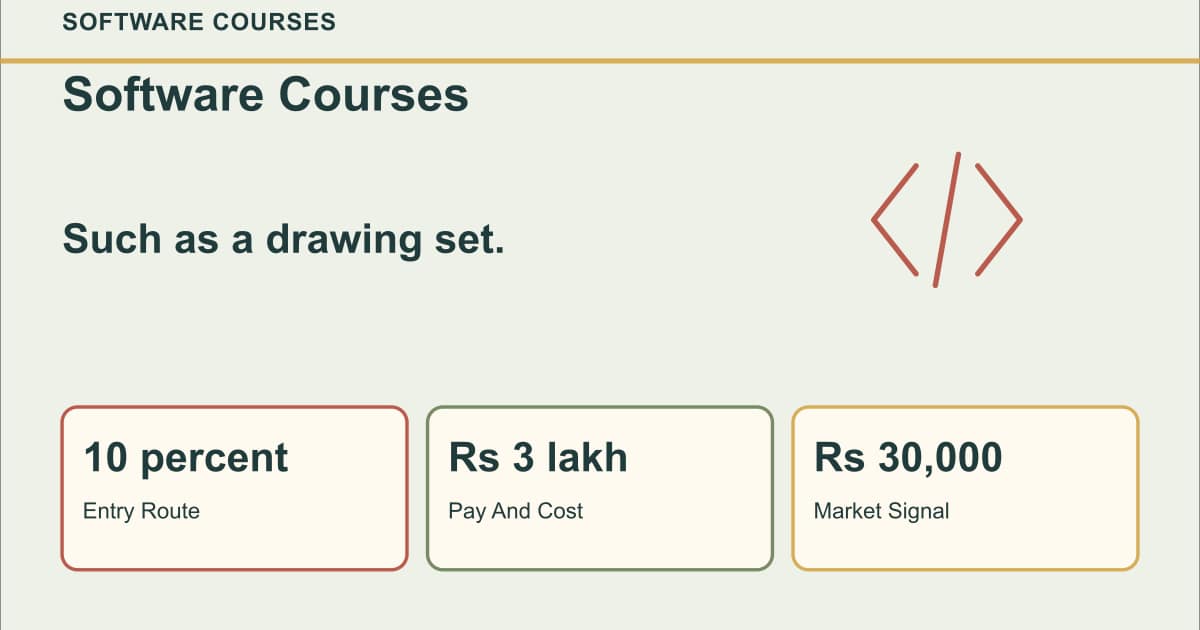 SOFTWARE COURSES
Software Courses
Such as a drawing set.
10 percent
Entry Route
Rs 3 lakh
Pay And Cost
Rs 30,000
Market Signal